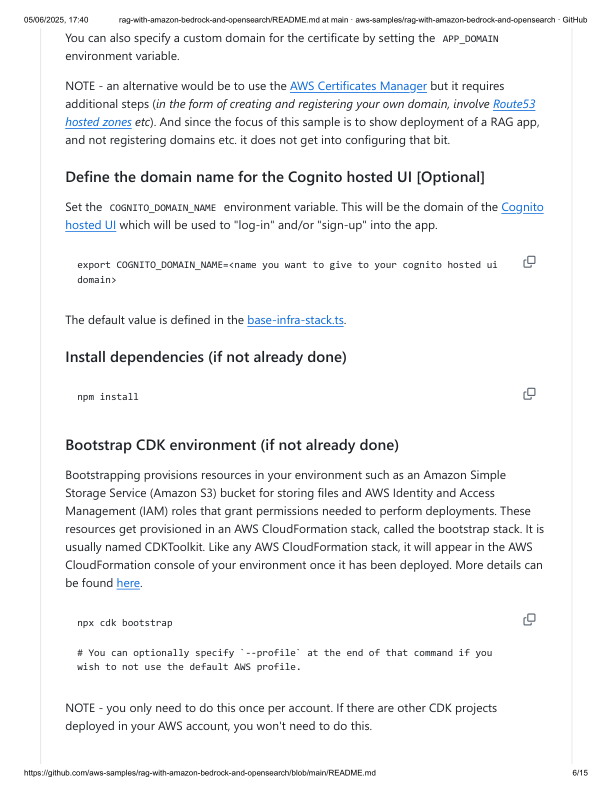 05/06/2025, 17:40 rag-with-amazon-bedrock-and-opensearch/README.md at main · aws-samples/rag-with-amazon-bedrock-and-opensearch · GitHub
You can also specify a custom domain for the certificate by setting the APP_DOMAIN
environment variable.
NOTE - an alternative would be to use the AWS Certificates Manager but it requires
additional steps (in the form of creating and registering your own domain, involve Route53
hosted zones etc). And since the focus of this sample is to show deployment of a RAG app,
and not registering domains etc. it does not get into configuring that bit.
Define the domain name for the Cognito hosted UI [Optional]
Set the COGNITO_DOMAIN_NAME environment variable. This will be the domain of the Cognito
hosted UI which will be used to "log-in" and/or "sign-up" into the app.
export COGNITO_DOMAIN_NAME=<name you want to give to your cognito hosted ui
domain>
The default value is defined in the base-infra-stack.ts.
Install dependencies (if not already done)
npm install
Bootstrap CDK environment (if not already done)
Bootstrapping provisions resources in your environment such as an Amazon Simple
Storage Service (Amazon S3) bucket for storing files and AWS Identity and Access
Management (IAM) roles that grant permissions needed to perform deployments. These
resources get provisioned in an AWS CloudFormation stack, called the bootstrap stack. It is
usually named CDKToolkit. Like any AWS CloudFormation stack, it will appear in the AWS
CloudFormation console of your environment once it has been deployed. More details can
be found here.
npx cdk bootstrap
# You can optionally specify `--profile` at the end of that command if you
wish to not use the default AWS profile.
NOTE - you only need to do this once per account. If there are other CDK projects
deployed in your AWS account, you won't need to do this.
https://github.com/aws-samples/rag-with-amazon-bedrock-and-opensearch/blob/main/README.md 6/15